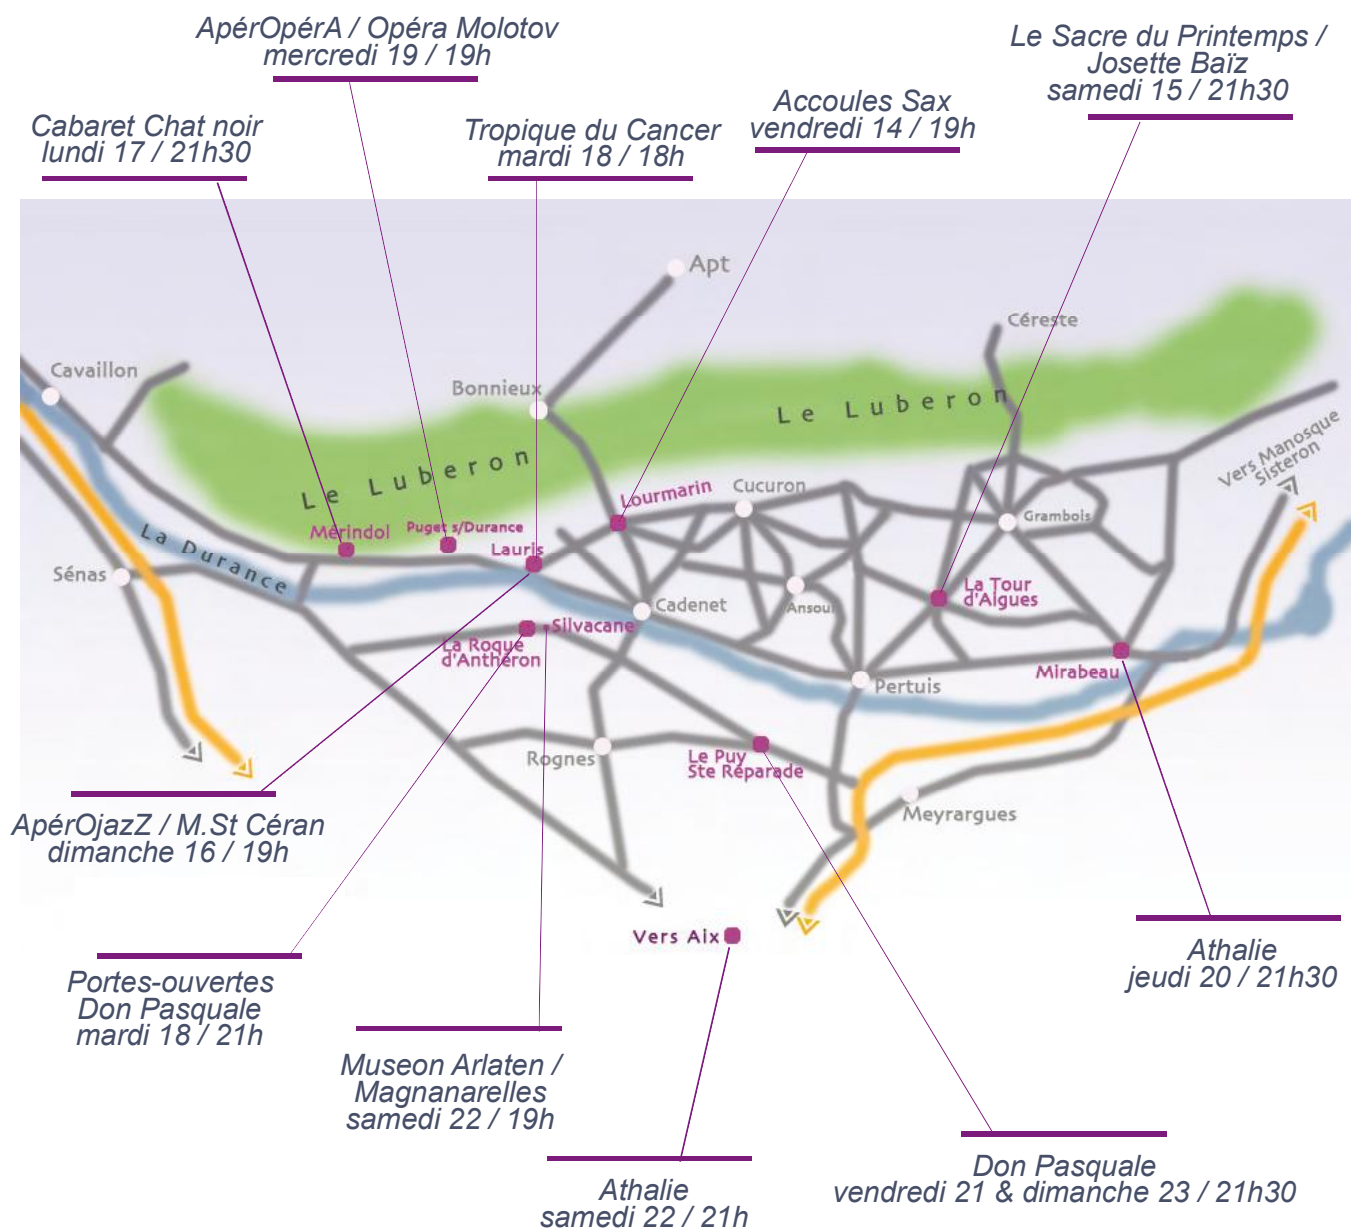 ApérOpérA / Opéra Molotov
mercredi 19 / 19h
Le Sacre du Printemps /
Josette Baïz
samedi 15 / 21h30
Cabaret Chat noir
lundi 17 / 21h30
Tropique du Cancer
mardi 18 / 18h
Accoules Sax
vendredi 14 / 19h
Apt
Céreste
Cavaillon
Bonnieux
Le Luberon
Le Luberon
Vers Manosque
Sisteron
Lourmarin
Cucuron
Grambois
Mérindol
Puget s/Durance
Lauris
La Durance
Sénas
La Tour
d'Aigues
Ansoui
Cadenet
Silvacane
La Roque
d'Anthéron
Mirabeau
Pertuis
Rognes
Le Puy
Ste Réparade
Meyrargues
ApérOjazZ / M.St Céran
dimanche 16 / 19h
Vers Aix
Athalie
jeudi 20 / 21h30
Portes-ouvertes
Don Pasquale
mardi 18 / 21h
Museon Arlaten /
Magnanarelles
samedi 22 / 19h
Athalie
samedi 22 / 21h
Don Pasquale
vendredi 21 & dimanche 23 / 21h30